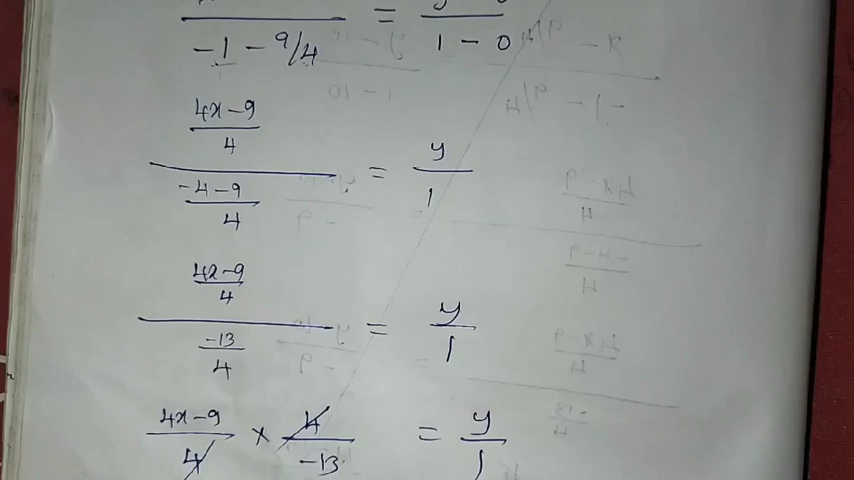 -1 - 9/4 = 1 - 0
4x-9
4
-4-9
4
= y
1
4x-9
4
-13
4
= y
1
4x-9/4 × 4/-13 = y/1